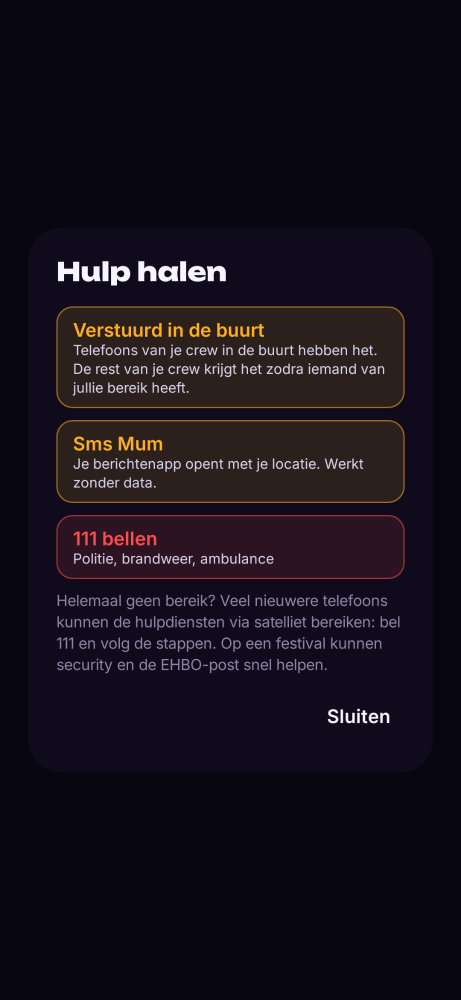 Hulp halen
Verstuurd in de buurt
Telefoons van je crew in de buurt hebben het.
De rest van je crew krijgt het zodra iemand van
jullie bereik heeft.
Sms Mum
Je berichtenapp opent met je locatie. Werkt
zonder data.
111 bellen
Politie, brandweer, ambulance
Helemaal geen bereik? Veel nieuwere telefoons
kunnen de hulpdiensten via satelliet bereiken: bel
111 en volg de stappen. Op een festival kunnen
security en de EHBO-post snel helpen.
Sluiten